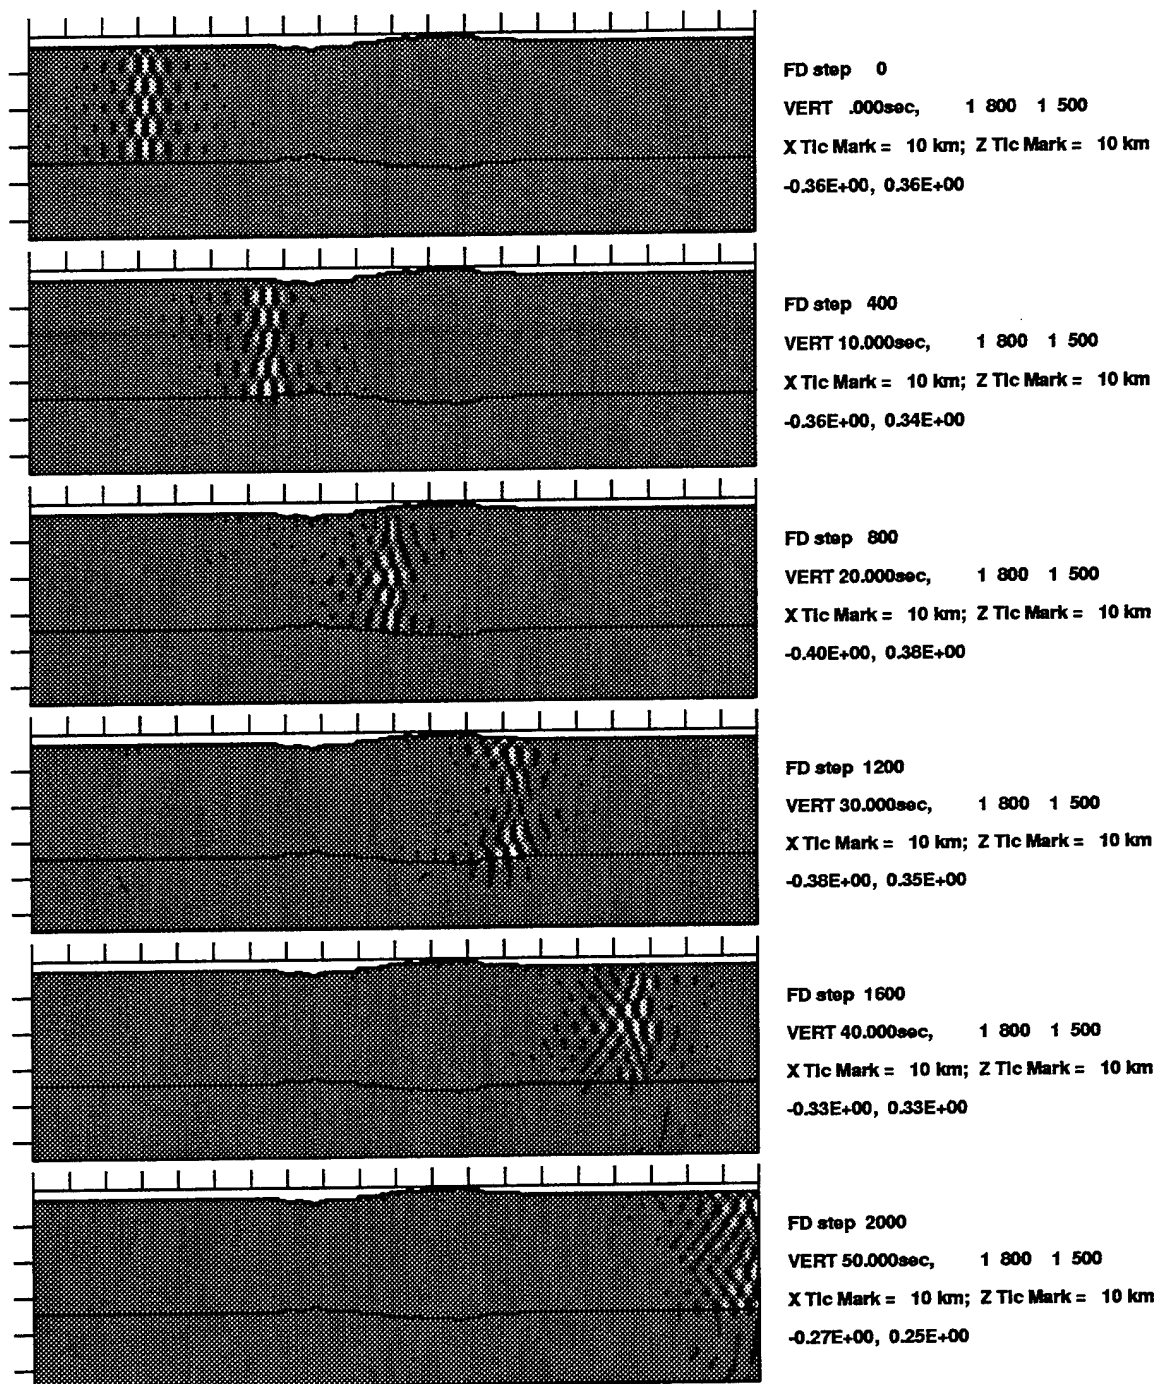 FD step 0
VERT .000sec, 1 800 1 500
X Tic Mark = 10 km; Z Tic Mark = 10 km
-0.36E+00, 0.36E+00
FD step 400
VERT 10.000sec, 1 800 1 500
X Tic Mark = 10 km; Z Tic Mark = 10 km
-0.36E+00, 0.34E+00
FD step 800
VERT 20.000sec, 1 800 1 500
X Tic Mark = 10 km; Z Tic Mark = 10 km
-0.40E+00, 0.38E+00
FD step 1200
VERT 30.000sec, 1 800 1 500
X Tic Mark = 10 km; Z Tic Mark = 10 km
-0.38E+00, 0.35E+00
FD step 1600
VERT 40.000sec, 1 800 1 500
X Tic Mark = 10 km; Z Tic Mark = 10 km
-0.33E+00, 0.33E+00
FD step 2000
VERT 50.000sec, 1 800 1 500
X Tic Mark = 10 km; Z Tic Mark = 10 km
-0.27E+00, 0.25E+00